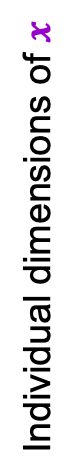 Individual dimensions of x